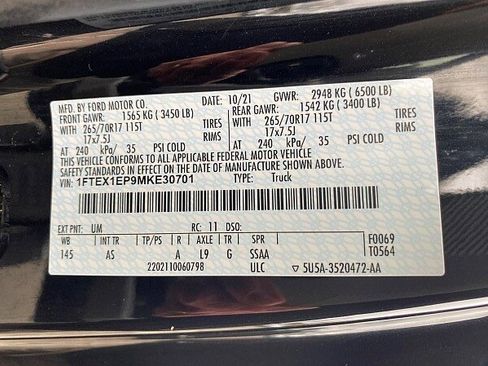 MFD. BY FORD MOTOR CO. 10/21 GVWR: 2948 KG ( 6500 LB)
FRONT GAWR: 1565 KG ( 3450 LB) REAR GAWR: 1542 KG ( 3400 LB)
WITH 265/70R17 115T TIRES WITH 265/70R17 115T TIRES
17x7.5J RIMS 17x7.5J RIMS
AT 240 kPa/ 35 PSI COLD AT 240 kPa/ 35 PSI COLD
THIS VEHICLE CONFORMS TO ALL APPLICABLE FEDERAL MOTOR VEHICLE
SAFETY STANDARDS IN EFFECT ON THE DATE OF MANUFACTURE SHOWN ABOVE.
VIN: 1FTEX1EP9MKE30701 TYPE: Truck
EXT PNT: UM RC: 11 DSO: F0069
WB INT TR TP/PS R AXLE TR SPR T0564
145 AS A L9 G SSAA
2202110060798 ULC 5U5A-3520472-AA